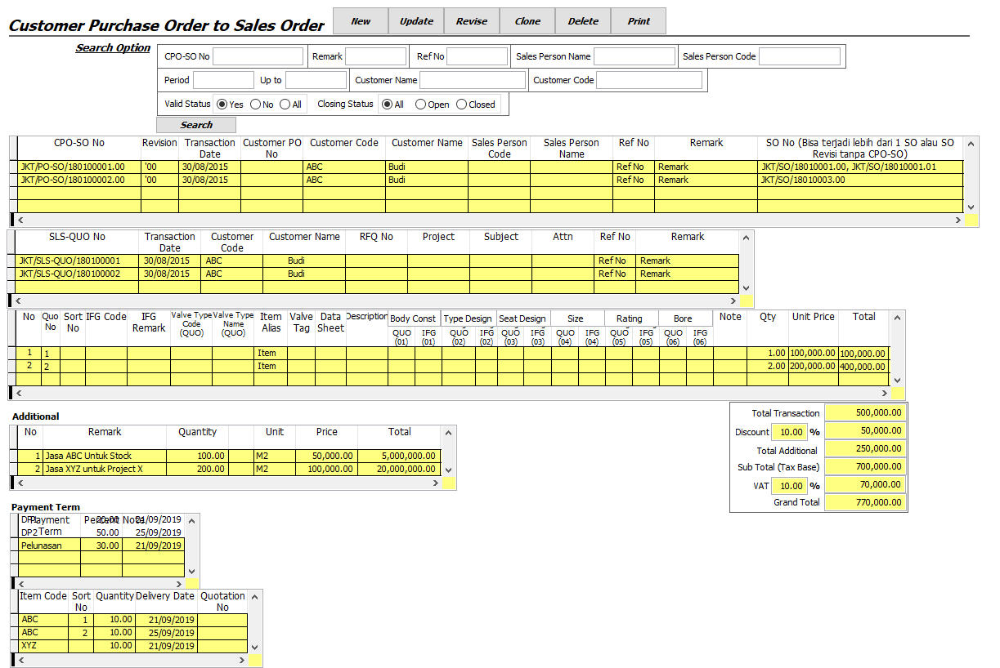 Customer Purchase Order to Sales Order New Update Revise Clone Delete Print
Search Option
CPO-SO No Remark Ref No Sales Person Name Sales Person Code
Period Up to Customer Name Customer Code
Valid Status Yes No All Closing Status All Open Closed
Search
CPO-SO No Revision Transaction Date Customer PO No Customer Code Customer Name Sales Person Code Sales Person Name Ref No Remark SO No (Bisa terjadi lebih dari 1 SO alau SO Revisi tanpa CPO-SO)
JKT/PO-SO/180100001.00 '00 30/08/2015 ABC Budi Ref No Remark JKT/SO/18010001.00, JKT/SO/18010001.01
JKT/PO-SO/180100002.00 '00 30/08/2015 ABC Budi Ref No Remark JKT/SO/18010003.00
SLS-QUO No Transaction Date Customer Code Customer Name RFQ No Project Subject Attn Ref No Remark
JKT/SLS-QUO/180100001 30/08/2015 ABC Budi Ref No Remark
JKT/SLS-QUO/180100002 30/08/2015 ABC Budi Ref No Remark
No Quo No Sort No IFG Code IFG Remark Valve Type Code (QUO) Valve Type Name (QUO) Item Alias Valve Tag Data Sheet Description Body Const Type Design Seat Design Size Rating Bore Note Qty Unit Price Total
QUO (01) IFG (01) QUO (02) IFG (02) QUO (03) IFG (03) QUO (04) IFG (04) QUO (05) IFG (05) QUO (06) IFG (06)
1 1 Item 1.00 100,000.00 100,000.00
2 2 Item 2.00 200,000.00 400,000.00
Additional
No Remark Quantity Unit Price Total
1 Jasa ABC Untuk Stock 100.00 M2 50,000.00 5,000,000.00
2 Jasa XYZ untuk Project X 200.00 M2 100,000.00 20,000,000.00
Total Transaction 500,000.00
Discount 10.00 % 50,000.00
Total Additional 250,000.00
Sub Total (Tax Base) 700,000.00
VAT 10.00 % 70,000.00
Grand Total 770,000.00
Payment Term
Payment Term Percent Note
DP1 20.00 21/09/2019
DP2 50.00 25/09/2019
Pelunasan 30.00 21/09/2019
Item Code Sort No Quantity Delivery Date Quotation No
ABC 1 10.00 21/09/2019
ABC 2 10.00 25/09/2019
XYZ 10.00 21/09/2019